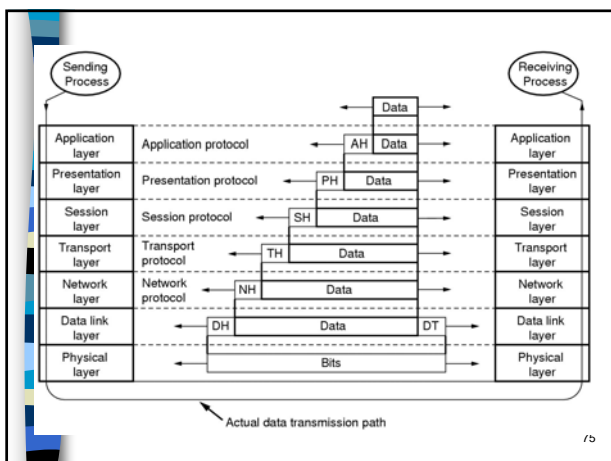 Sending
Process
Receiving
Process
Data
Application
layer
Application protocol
AH
Data
Application
layer
Presentation
layer
Presentation protocol
PH
Data
Presentation
layer
Session
layer
Session protocol
SH
Data
Session
layer
Transport
layer
Transport
protocol
TH
Data
Transport
layer
Network
layer
Network
protocol
NH
Data
Network
layer
Data link
layer
DH
Data
DT
Data link
layer
Physical
layer
Bits
Physical
layer
Actual data transmission path
75